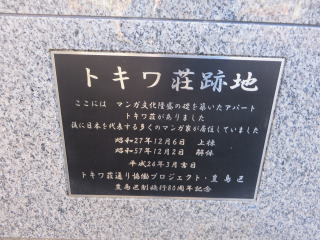 トキワ荘跡地
ここには マンガ文化隆盛の礎を築いたアパート
トキワ荘がありました
後に日本を代表する多くのマンガ家が居住していました
昭和27年12月6日 上棟
昭和57年12月2日 解体
平成24年3月吉日
トキワ荘通り協働プロジェクト・豊島区
豊島区制施行80周年記念